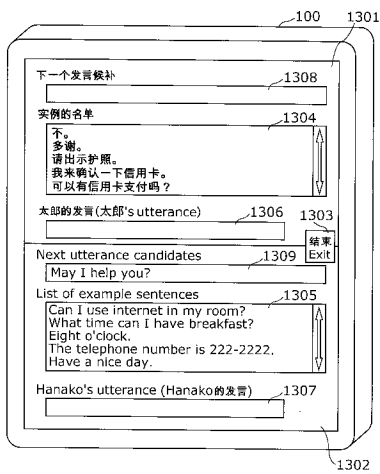 100
1301
下一个发言候补
1308
实例的名单
1304
不。
多谢。
请出示护照。
我来确认一下信用卡。
可以有信用卡支付吗？
太郎的发言(太郎's utterance)
1306
1303
结束
Exit
Next utterance candidates
1309
May I help you?
List of example sentences
1305
Can I use internet in my room?
What time can I have breakfast?
Eight o'clock.
The telephone number is 222-2222.
Have a nice day.
Hanako's utterance (Hanako的发言)
1307
1302